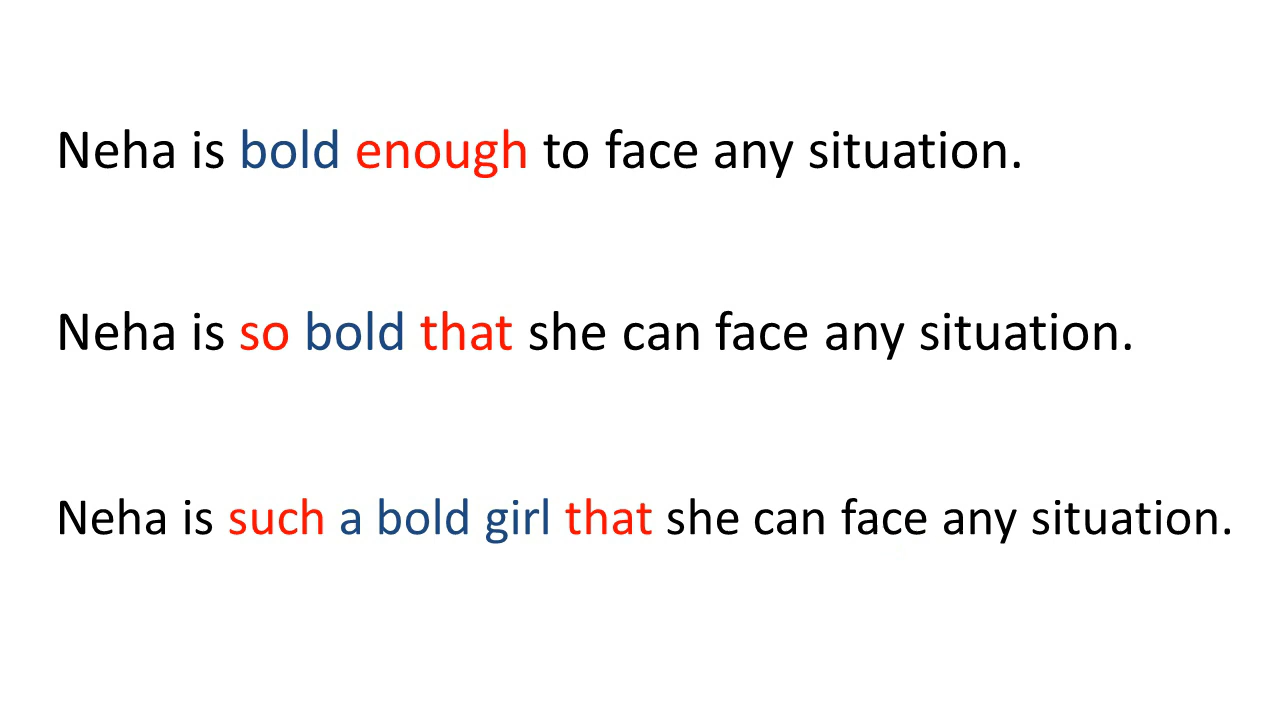 Neha is bold enough to face any situation.
Neha is so bold that she can face any situation.
Neha is such a bold girl that she can face any situation.